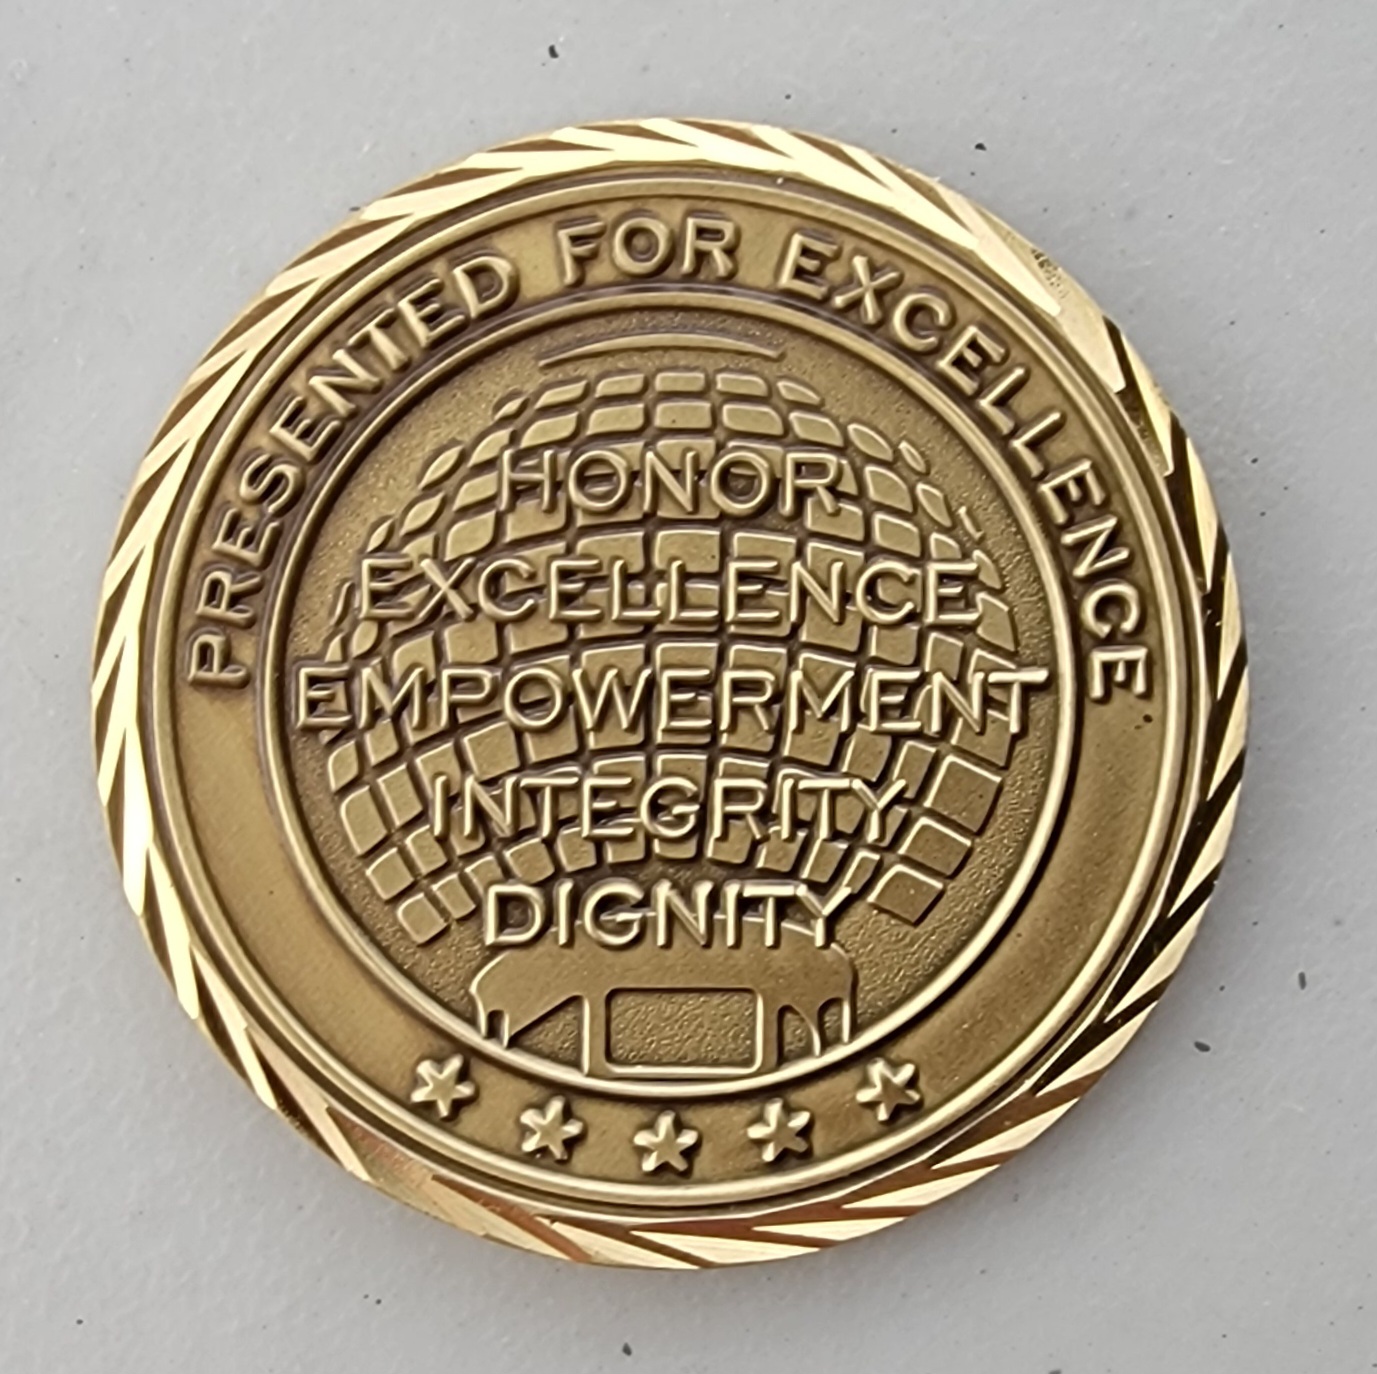 PRESENTED FOR EXCELLENCE
HONOR
EXCELLENCE
EMPOWERMENT
INTEGRITY
DIGNITY